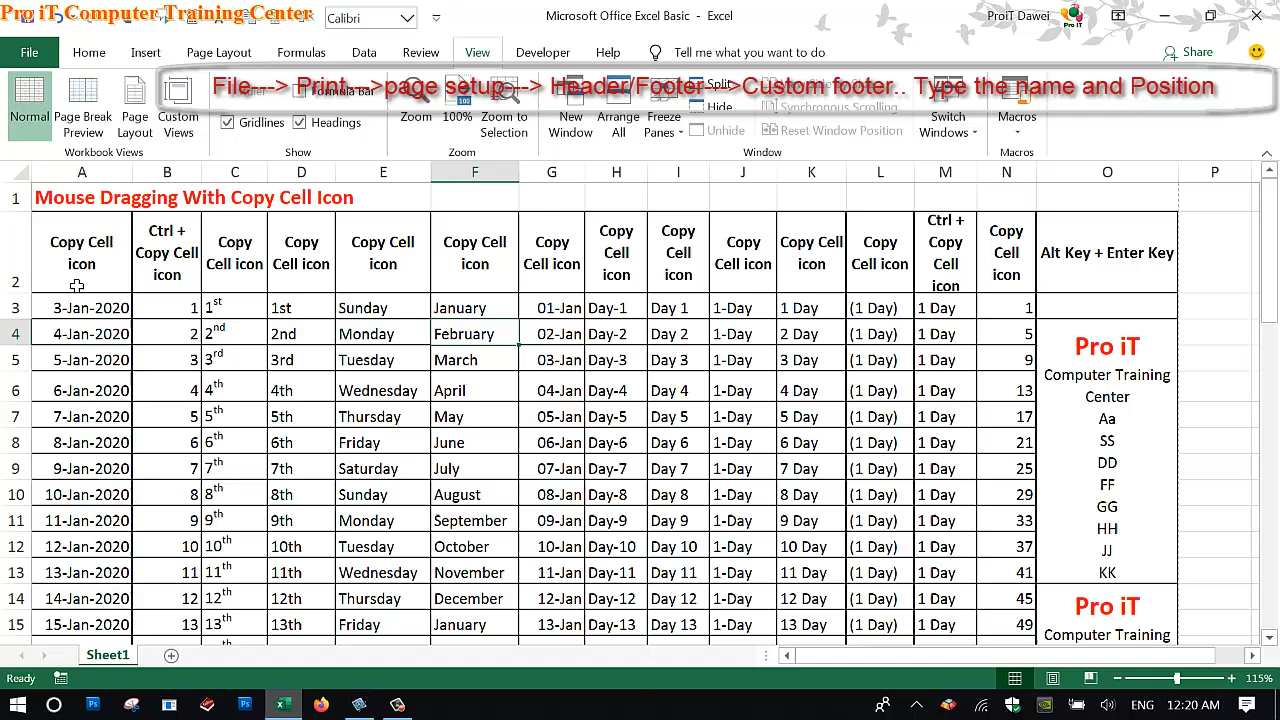 Pro iT Computer Training Center
Calibri
Microsoft Office Excel Basic - Excel
ProiT Dawei
File Home Insert Page Layout Formulas Data Review View Developer Help Tell me what you want to do Share
File---> Print--->page setup---> Header/Footer--->Custom footer.. Type the name and Position
Normal Page Break Preview Page Layout Custom Views
Formula Bar
Gridlines Headings
Zoom 100% Zoom to Selection
New Window Arrange All Freeze Panes
Split
Hide
Unhide
Synchronous Scrolling
Reset Window Position
Switch Windows Macros
Workbook Views Show Zoom Window Macros
A B C D E F G H I J K L M N O P
1 Mouse Dragging With Copy Cell Icon
2 Copy Cell icon Ctrl + Copy Cell icon Copy Cell icon Copy Cell icon Copy Cell icon Copy Cell icon Copy Cell icon Copy Cell icon Copy Cell icon Copy Cell icon Copy Cell icon Copy Cell icon Ctrl + Copy Cell icon Copy Cell icon Alt Key + Enter Key
3 3-Jan-2020 1 1st 1st Sunday January 01-Jan Day-1 Day 1 1-Day 1 Day (1 Day) 1 Day 1
4 4-Jan-2020 2 2nd 2nd Monday February 02-Jan Day-2 Day 2 1-Day 2 Day (1 Day) 1 Day 5
5 5-Jan-2020 3 3rd 3rd Tuesday March 03-Jan Day-3 Day 3 1-Day 3 Day (1 Day) 1 Day 9
6 6-Jan-2020 4 4th 4th Wednesday April 04-Jan Day-4 Day 4 1-Day 4 Day (1 Day) 1 Day 13
7 7-Jan-2020 5 5th 5th Thursday May 05-Jan Day-5 Day 5 1-Day 5 Day (1 Day) 1 Day 17
8 8-Jan-2020 6 6th 6th Friday June 06-Jan Day-6 Day 6 1-Day 6 Day (1 Day) 1 Day 21
9 9-Jan-2020 7 7th 7th Saturday July 07-Jan Day-7 Day 7 1-Day 7 Day (1 Day) 1 Day 25
10 10-Jan-2020 8 8th 8th Sunday August 08-Jan Day-8 Day 8 1-Day 8 Day (1 Day) 1 Day 29
11 11-Jan-2020 9 9th 9th Monday September 09-Jan Day-9 Day 9 1-Day 9 Day (1 Day) 1 Day 33
12 12-Jan-2020 10 10th 10th Tuesday October 10-Jan Day-10 Day 10 1-Day 10 Day (1 Day) 1 Day 37
13 13-Jan-2020 11 11th 11th Wednesday November 11-Jan Day-11 Day 11 1-Day 11 Day (1 Day) 1 Day 41
14 14-Jan-2020 12 12th 12th Thursday December 12-Jan Day-12 Day 12 1-Day 12 Day (1 Day) 1 Day 45
15 15-Jan-2020 13 13th 13th Friday January 13-Jan Day-13 Day 13 1-Day 13 Day (1 Day) 1 Day 49
Pro iT
Computer Training
Center
Aa
SS
DD
FF
GG
HH
JJ
KK
Pro iT
Computer Training
Sheet1
Ready 115%
ENG 12:20 AM